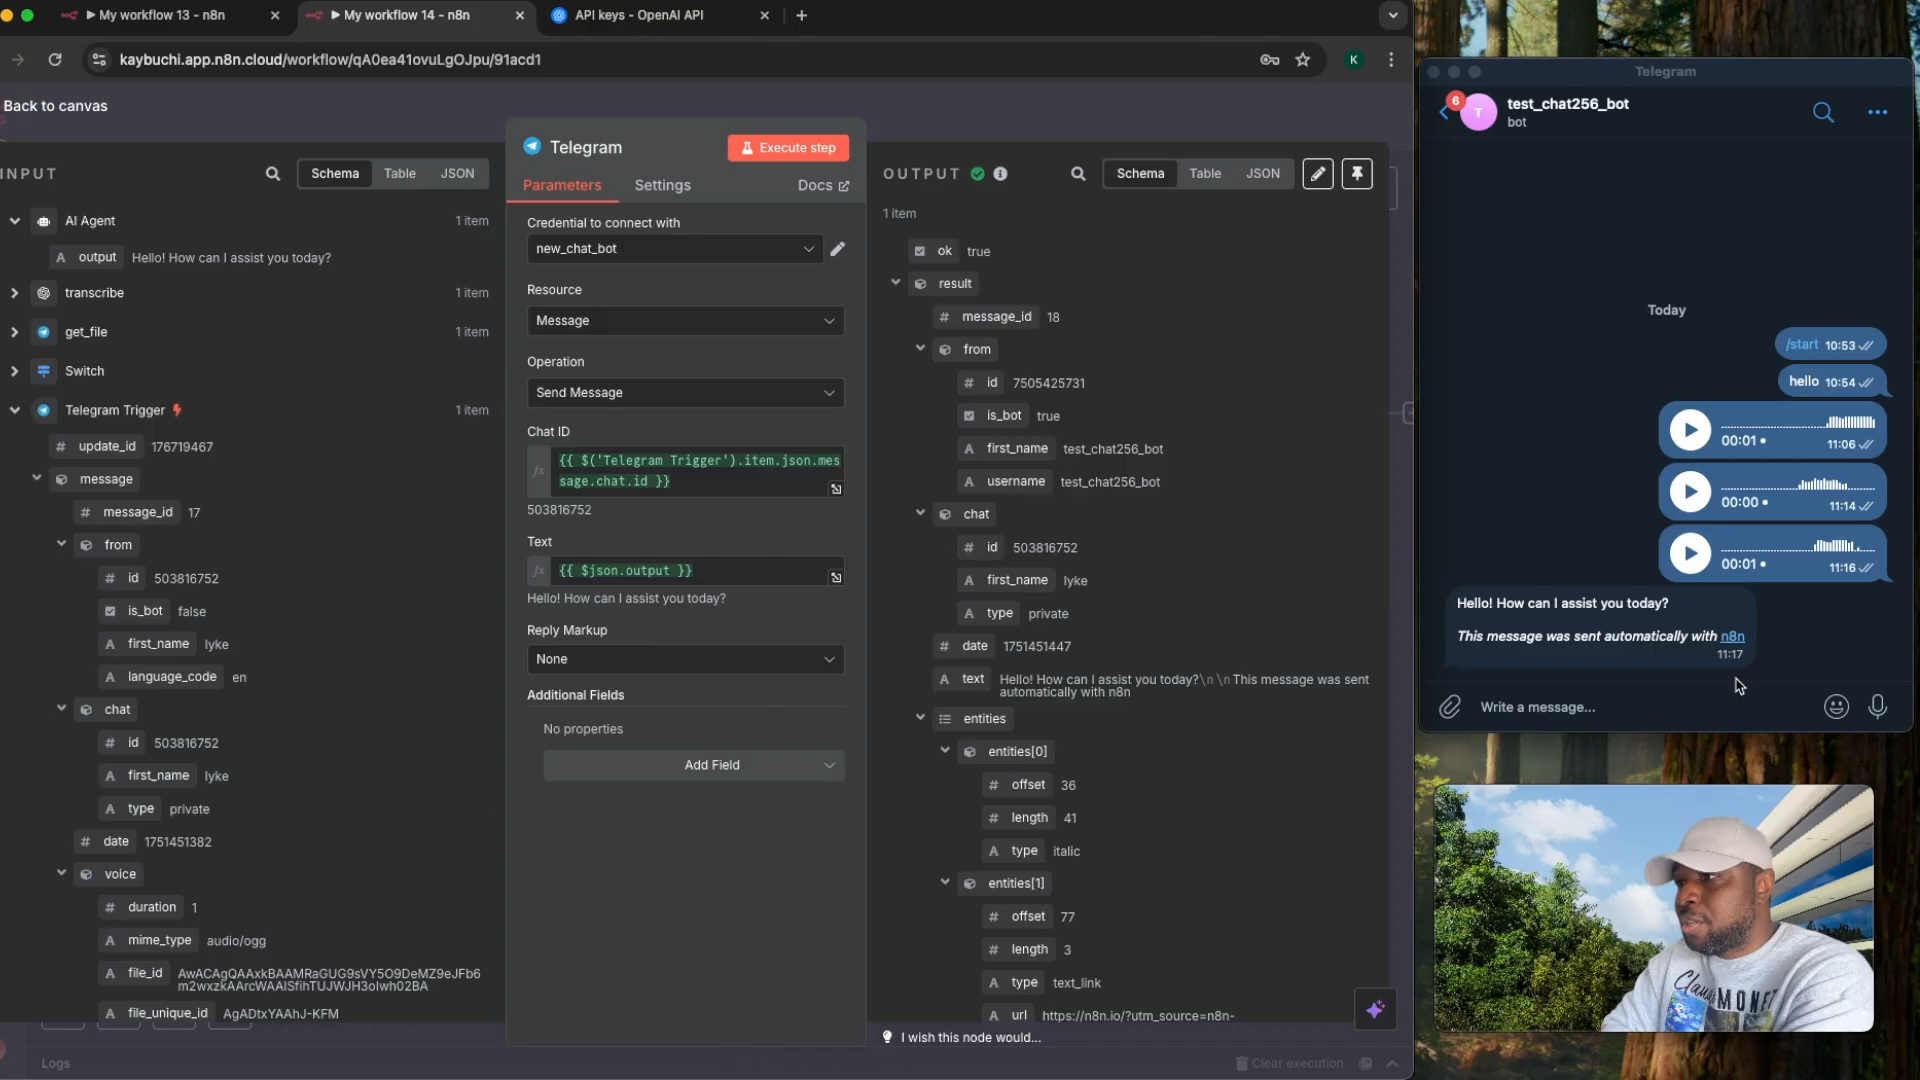 My workflow 13 - n8n
My workflow 14 - n8n
API keys - OpenAI API
kaybuchi.app.n8n.cloud/workflow/qA0ea41ovuLgOJpu/91acd1
K
Back to canvas
INPUT
Schema
Table
JSON
AI Agent
1 item
A output Hello! How can I assist you today?
transcribe
1 item
get_file
1 item
Switch
Telegram Trigger
1 item
# update_id 176719467
message
# message_id 17
from
# id 503816752
is_bot false
A first_name Iyke
A language_code en
chat
# id 503816752
A first_name Iyke
A type private
# date 1751451382
voice
# duration 1
A mime_type audio/ogg
A file_id AwACAgQAAxkBAAMRaGUG9sVY5O9DeMZ9eJFb6
m2wxzkAArcWAAISfihTUJWJH3oIwh02BA
A file_unique_id AgADtxYAAhJ-KFM
Logs
Telegram
Execute step
Parameters
Settings
Docs
Credential to connect with
new_chat_bot
Resource
Message
Operation
Send Message
Chat ID
fx {{ $('Telegram Trigger').item.json.mes
sage.chat.id }}
503816752
Text
fx {{ $json.output }}
Hello! How can I assist you today?
Reply Markup
None
Additional Fields
No properties
Add Field
OUTPUT
Schema
Table
JSON
1 item
ok true
result
# message_id 18
from
# id 7505425731
is_bot true
A first_name test_chat256_bot
A username test_chat256_bot
chat
# id 503816752
A first_name Iyke
A type private
# date 1751451447
A text Hello! How can I assist you today?\n \n This message was sent
automatically with n8n
entities
entities[0]
# offset 36
# length 41
A type italic
entities[1]
# offset 77
# length 3
A type text_link
A url https://n8n.io/?utm_source=n8n-
I wish this node would...
Clear execution
Telegram
6
T
test_chat256_bot
bot
Today
/start 10:53
hello 10:54
00:01
11:06
00:00
11:14
00:01
11:16
Hello! How can I assist you today?
This message was sent automatically with n8n
11:17
Write a message...
Claude
MONET